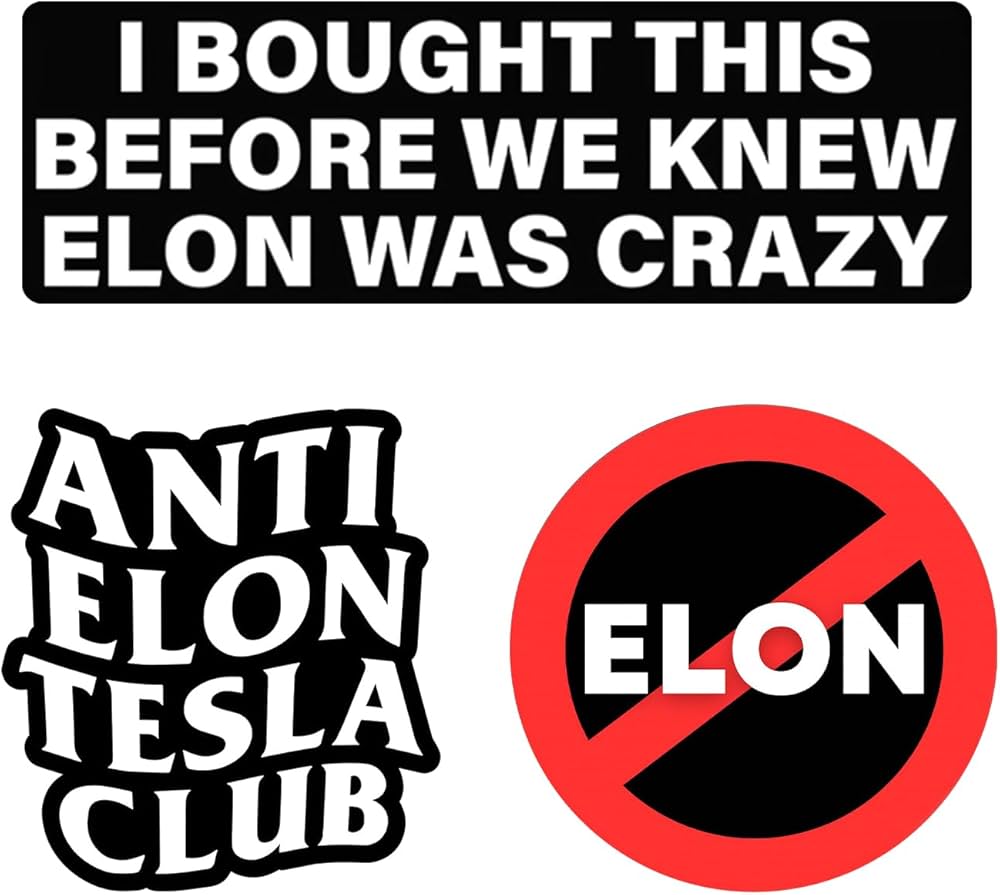 I BOUGHT THIS
BEFORE WE KNEW
ELON WAS CRAZY
ANTI
ELON
TESLA
CLUB
ELON